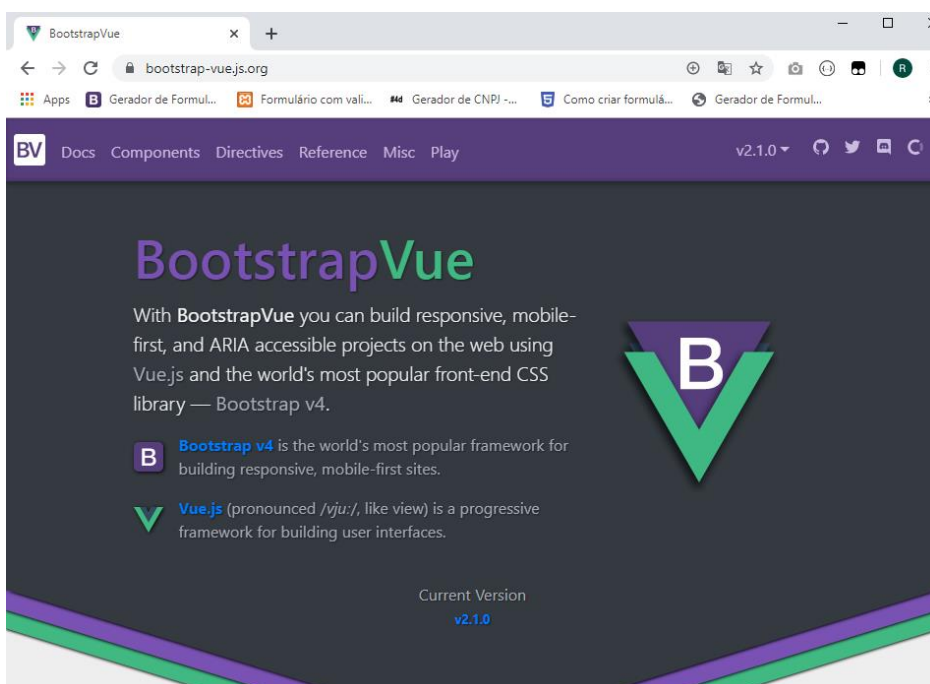 BootstrapVue
bootstrap-vue.js.org
R
Apps
B
Gerador de Formul...
Formulário com vali...
4d
Gerador de CNPJ -...
5
Como criar formulá...
Gerador de Formul...
BV
Docs
Components
Directives
Reference
Misc
Play
v2.1.0
BootstrapVue
With BootstrapVue you can build responsive, mobile-
first, and ARIA accessible projects on the web using
Vue.js and the world's most popular front-end CSS
library — Bootstrap v4.
B
B
Bootstrap v4 is the world's most popular framework for
building responsive, mobile-first sites.
Vue.js (pronounced /vju:/, like view) is a progressive
framework for building user interfaces.
Current Version
v2.1.0